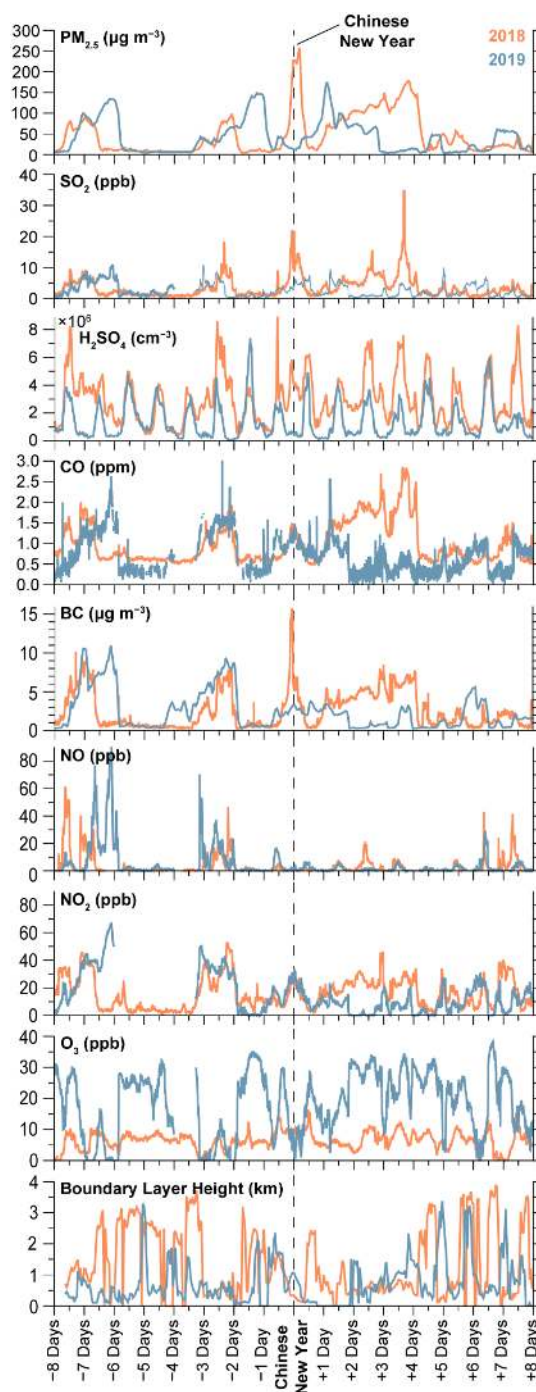 Chinese
New Year
2018
2019
PM2.5 (µg m−3)
300
250
200
150
100
50
0
SO2 (ppb)
40
30
20
10
0
×10⁶
H2SO4 (cm−3)
8
6
4
2
0
CO (ppm)
3.0
2.5
2.0
1.5
1.0
0.5
0.0
BC (µg m−3)
15
10
5
0
NO (ppb)
80
60
40
20
0
NO2 (ppb)
80
60
40
20
0
O3 (ppb)
40
30
20
10
0
Boundary Layer Height (km)
4
3
2
1
0
−8 Days
−7 Days
−6 Days
−5 Days
−4 Days
−3 Days
−2 Days
−1 Day
Chinese
New Year
+1 Day
+2 Days
+3 Days
+4 Days
+5 Days
+6 Days
+7 Days
+8 Days